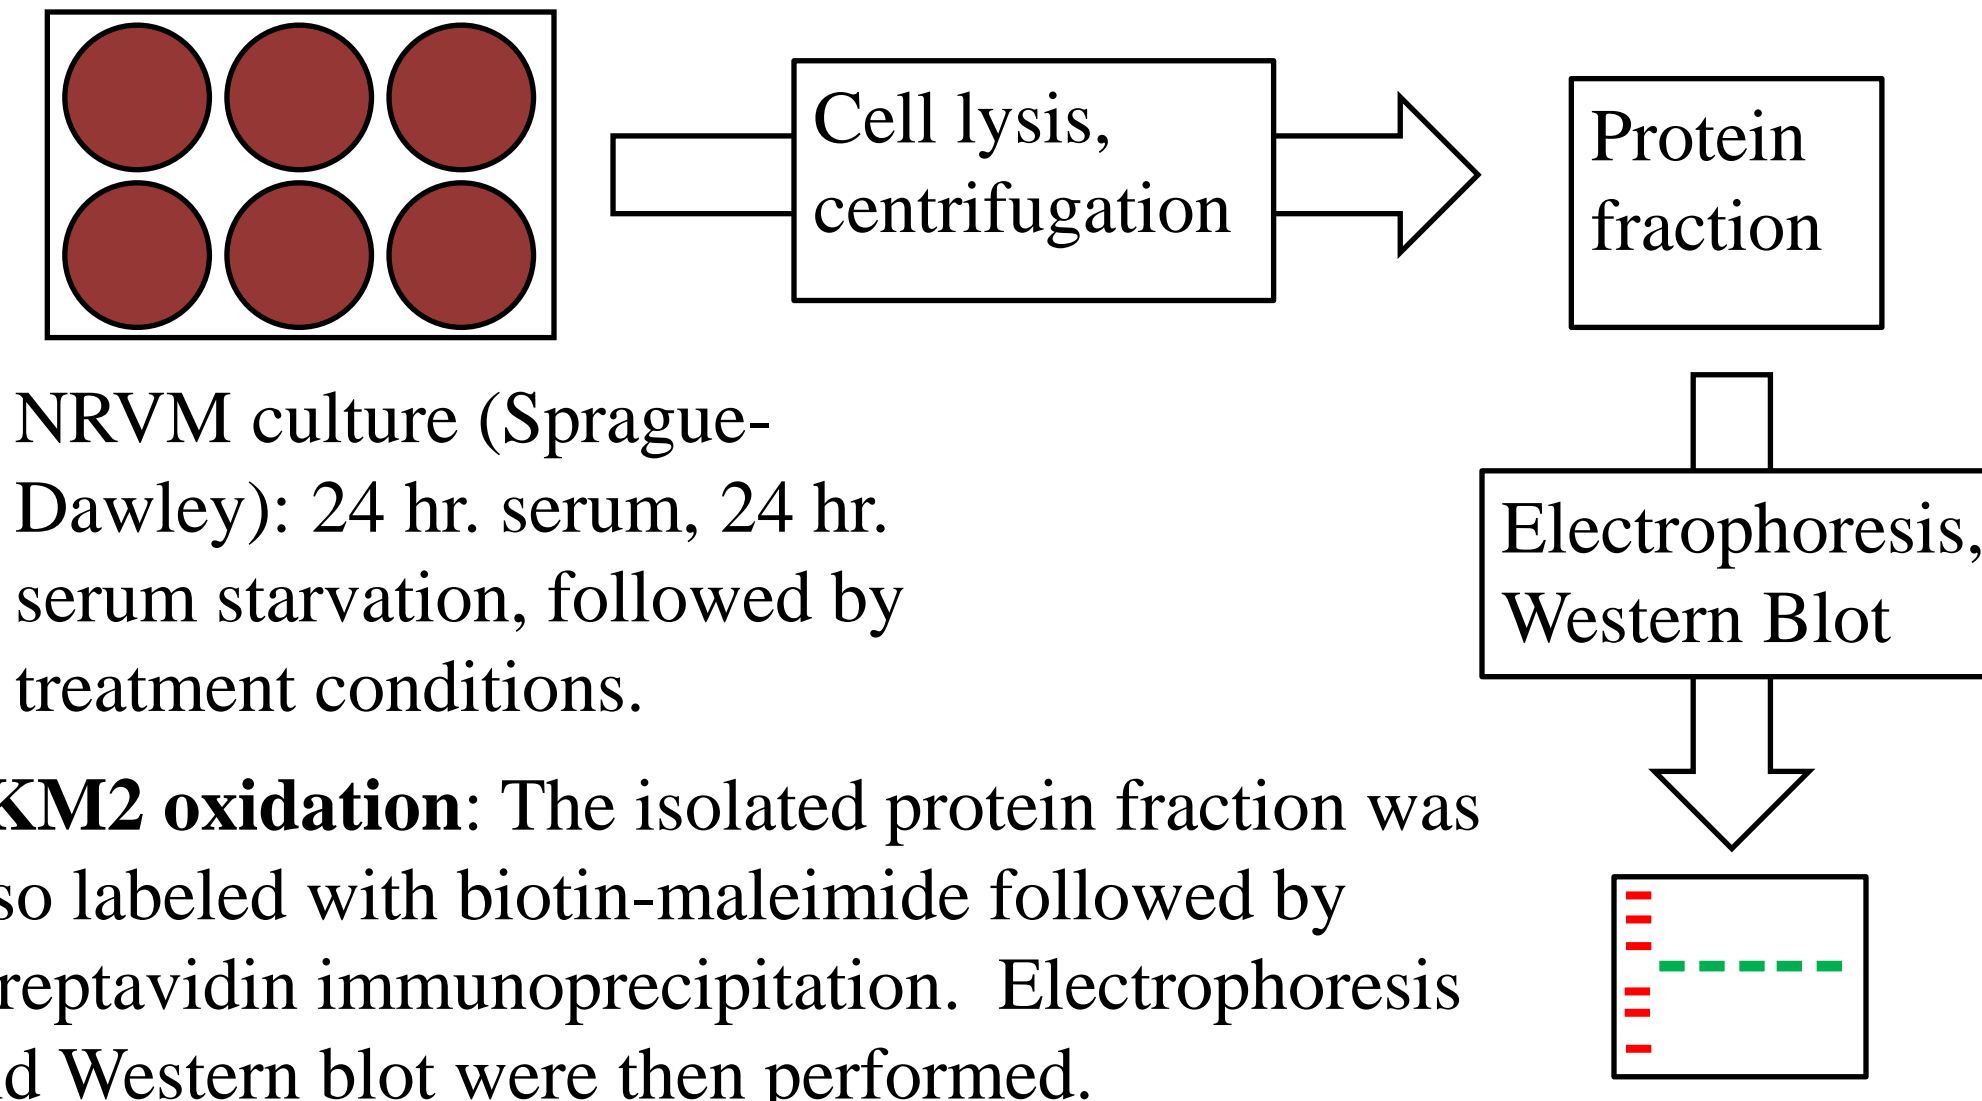 Cell lysis,
centrifugation
Protein
fraction
NRVM culture (Sprague-
Dawley): 24 hr. serum, 24 hr.
serum starvation, followed by
treatment conditions.
Electrophoresis,
Western Blot
KM2 oxidation: The isolated protein fraction was
so labeled with biotin-maleimide followed by
reptavidin immunoprecipitation.  Electrophoresis
d Western blot were then performed.